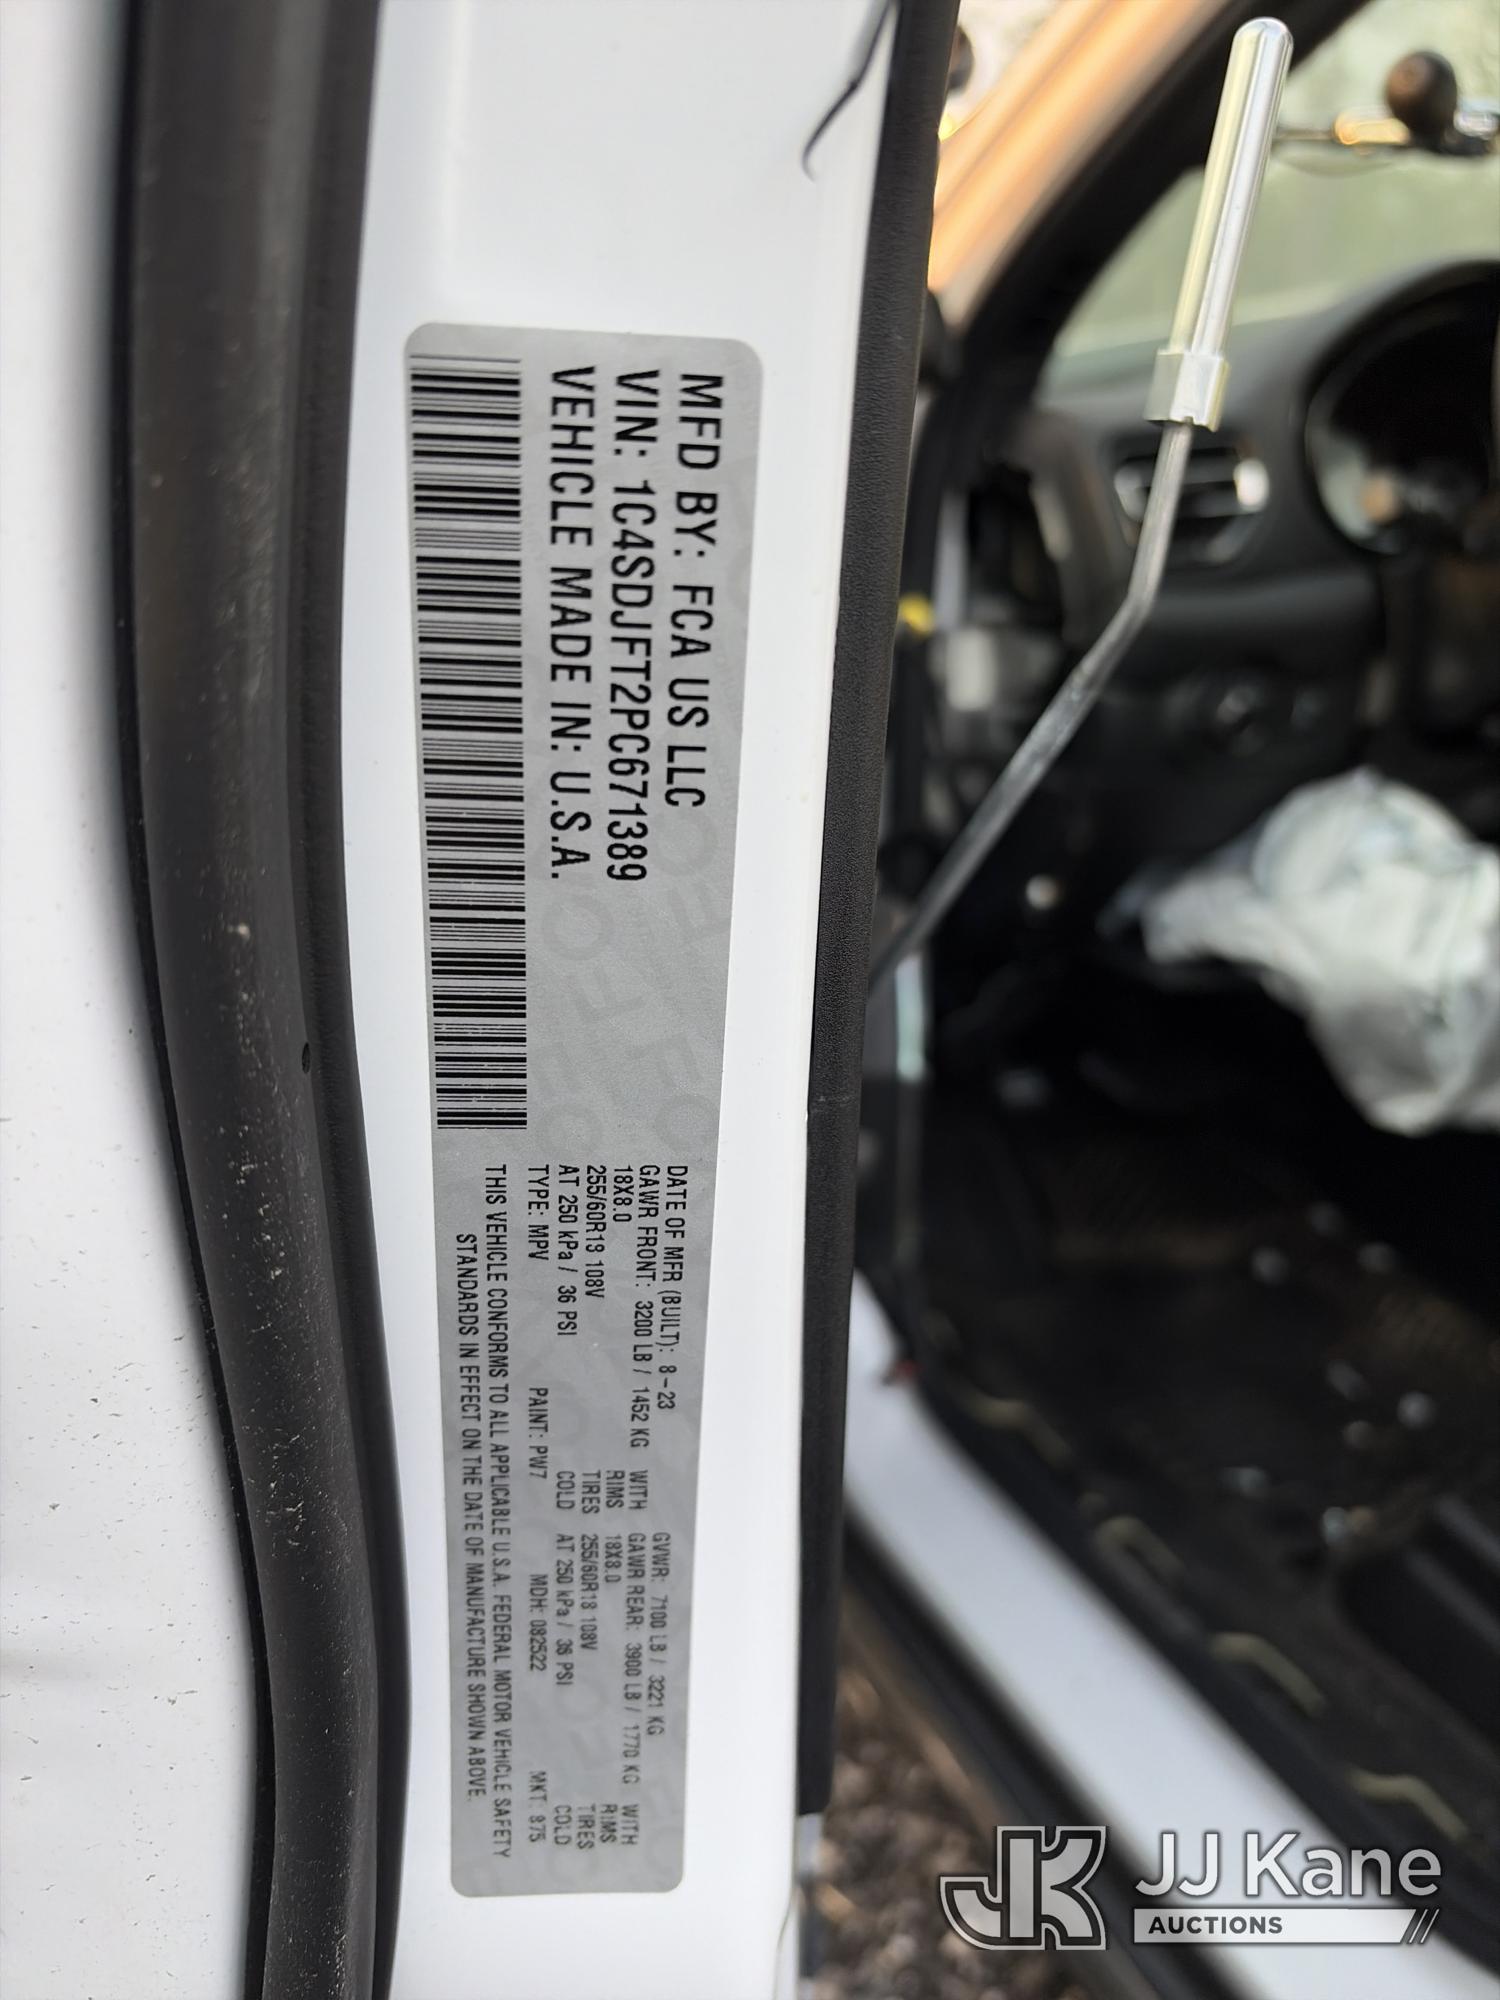 MFD BY: FCA US LLC
VIN: 1C4SDJFT2PC671389
VEHICLE MADE IN: U.S.A.
DATE OF MFR (BUILT): 8-23 GVWR: 7100 LB / 3221 KG
GAWR FRONT: 3200 LB / 1452 KG WITH GAWR REAR: 3900 LB / 1770 KG WITH
18X8.0 RIMS 18X8.0 RIMS
255/60R18 108V TIRES 255/60R18 108V TIRES
AT 250 kPa / 36 PSI COLD AT 250 kPa / 36 PSI COLD
TYPE: MPV PAINT: PW7 MDH: 082522 MKT: 875
THIS VEHICLE CONFORMS TO ALL APPLICABLE U.S.A. FEDERAL MOTOR VEHICLE SAFETY
STANDARDS IN EFFECT ON THE DATE OF MANUFACTURE SHOWN ABOVE.
JK JJ Kane
AUCTIONS